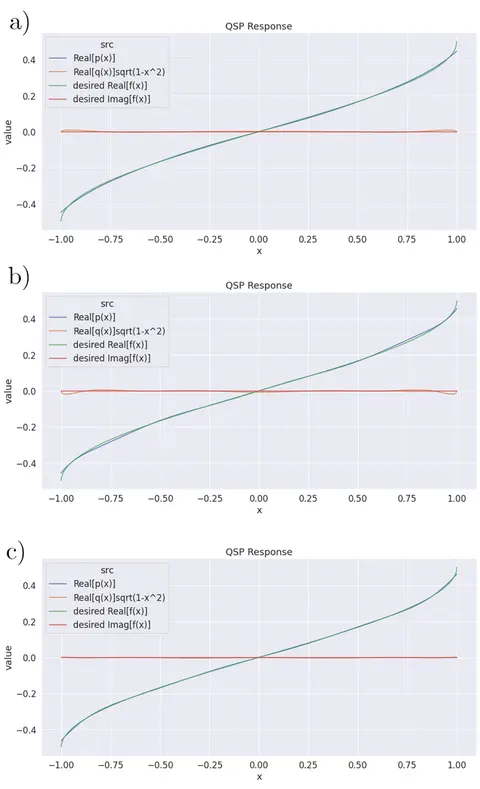 a)
QSP Response
src
Real[p(x)]
Real[q(x)]sqrt(1-x^2)
desired Real[f(x)]
desired Imag[f(x)]
value
0.4
0.2
0.0
−0.2
−0.4
−1.00 −0.75 −0.50 −0.25 0.00 0.25 0.50 0.75 1.00
x
b)
QSP Response
src
Real[p(x)]
Real[q(x)]sqrt(1-x^2)
desired Real[f(x)]
desired Imag[f(x)]
value
0.4
0.2
0.0
−0.2
−0.4
−1.00 −0.75 −0.50 −0.25 0.00 0.25 0.50 0.75 1.00
x
c)
QSP Response
src
Real[p(x)]
Real[q(x)]sqrt(1-x^2)
desired Real[f(x)]
desired Imag[f(x)]
value
0.4
0.2
0.0
−0.2
−0.4
−1.00 −0.75 −0.50 −0.25 0.00 0.25 0.50 0.75 1.00
x